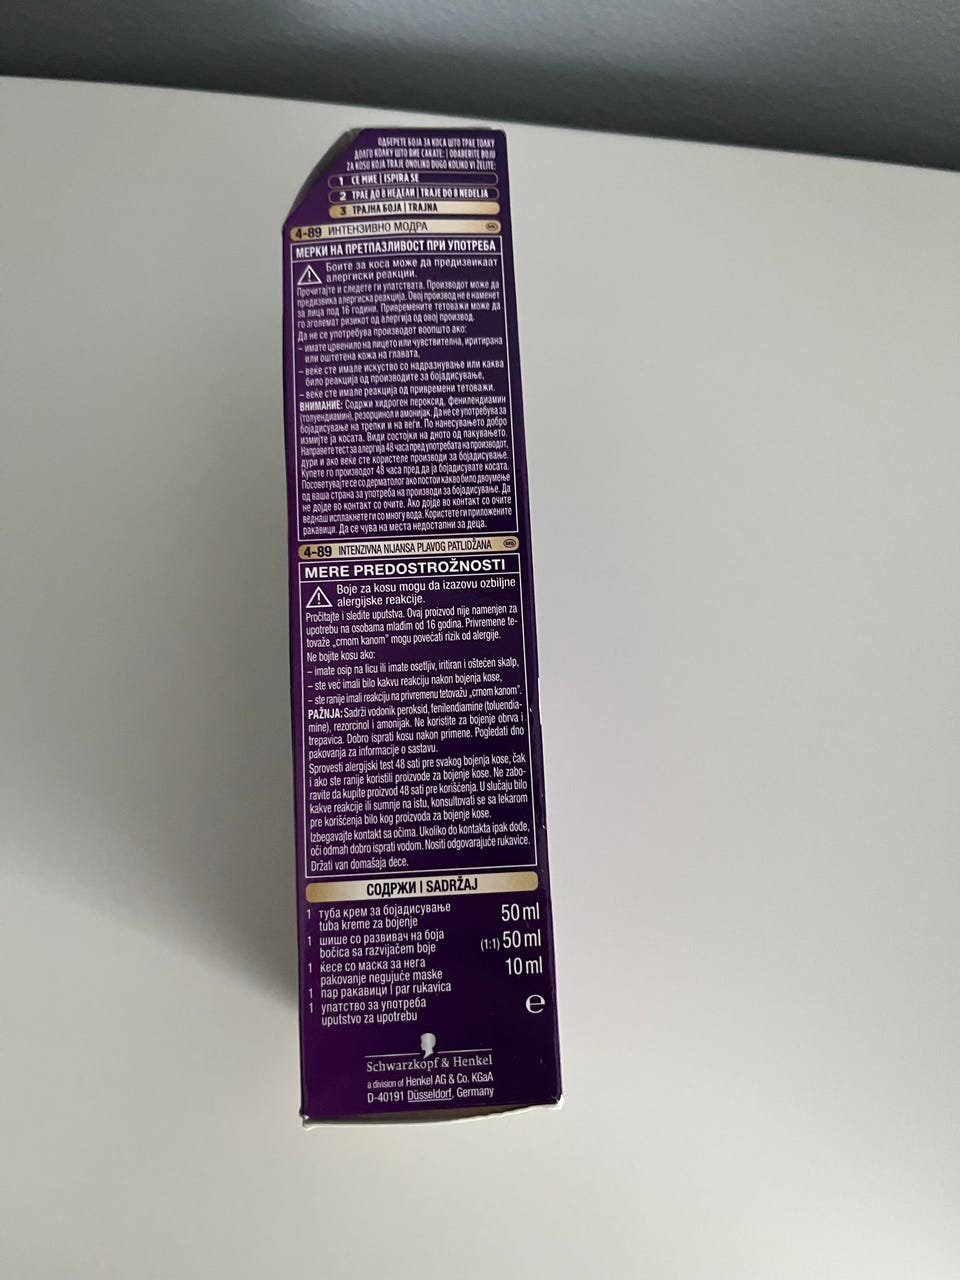 ОДБЕРЕТЕ БОЈА ЗА КОСА ШТО ТРАЕ ТОЛКУ
ДОЛГО КОЛКУ ШТО ВИЕ САКАТЕ: | ODABERITE BOJU
ZA KOSU KOJA TRAJE ONOLIKO DUGO KOLIKO VI ŽELITE:
1 СЕ МИЕ | ISPIRA SE
2 ТРАЕ ДО 8 НЕДЕЛИ | TRAJE DO 8 NEDELJA
3 ТРАЈНА БОЈА | TRAJNA
4-89 ИНТЕНЗИВНО МОДРА
МЕРКИ НА ПРЕТПАЗЛИВОСТ ПРИ УПОТРЕБА
Боите за коса може да предизвикаат
алергиски реакции.
Прочитајте и следете ги упатствата. Производот може да
предизвика алергиска реакција. Овој производ не е наменет
за лица под 16 години. Привремените тетоважи може да
го зголемат ризикот од алергија од овој производ.
Да не се употребува производот воопшто ако:
– имате црвенило на лицето или чувствителна, иритирана
или оштетена кожа на главата,
– веќе сте имале искуство со надразнување или каква
било реакција од производите за бојадисување,
– веќе сте имале реакција од привремени тетоважи.
ВНИМАНИЕ: Содржи хидроген пероксид, фенилендиамин
(толуендиамин), резорцинол и амонијак. Да не се употребува за
бојадисување на трепки и на веѓи. По нанесувањето добро
измијте ја косата. Види состојки на дното од пакувањето.
Направете тест за алергија 48 часа пред употребата на производот,
дури и ако веќе сте користеле производи за бојадисување.
Купете го производот 48 часа пред да ја бојадисувате косата.
Посоветувајте се со дерматолог ако постои какво било двоумење
од ваша страна за употреба на производи за бојадисување. Да
не дојде во контакт со очите. Ако дојде во контакт со очите
веднаш исплакнете ги со многу вода. Користете ги приложените
ракавици. Да се чува на места недостапни за деца.
4-89 INTENZIVNA NIJANSA PLAVOG PATLIDŽANA SRB
MERE PREDOSTROŽNOSTI
Boje za kosu mogu da izazovu ozbiljne
alergijske reakcije.
Pročitajte i sledite uputstva. Ovaj proizvod nije namenjen za
upotrebu na osobama mlađim od 16 godina. Privremene te-
tovaže „crnom kanom" mogu povećati rizik od alergije.
Ne bojite kosu ako:
– imate osip na licu ili imate osetljiv, iritiran i oštećen skalp,
– ste već imali bilo kakvu reakciju nakon bojenja kose,
– ste ranije imali reakciju na privremenu tetovažu „crnom kanom".
PAŽNJA: Sadrži vodonik peroksid, fenilendiamine (toluendia-
mine), rezorcinol i amonijak. Ne koristite za bojenje obrva i
trepavica. Dobro isprati kosu nakon primene. Pogledati dno
pakovanja za informacije o sastavu.
Sprovesti alergijski test 48 sati pre svakog bojenja kose, čak
i ako ste ranije koristili proizvode za bojenje kose. Ne zabo-
ravite da kupite proizvod 48 sati pre korišćenja. U slučaju bilo
kakve reakcije ili sumnje na istu, konsultovati se sa lekarom
pre korišćenja bilo kog proizvoda za bojenje kose.
Izbegavajte kontakt sa očima. Ukoliko do kontakta ipak dođe,
oči odmah dobro isprati vodom. Nositi odgovarajuće rukavice.
Držati van domašaja dece.
СОДРЖИ | SADRŽAJ
1 туба крем за бојадисување 50 ml
tuba kreme za bojenje
1 шише со развивач на боја (1:1) 50 ml
bočica sa razvijačem boje
1 ќесе со маска за нега 10 ml
pakovanje negujuće maske
1 пар ракавици | par rukavica
1 упатство за употреба e
uputstvo za upotrebu
Schwarzkopf & Henkel
a division of Henkel AG & Co. KGaA
D-40191 Düsseldorf, Germany